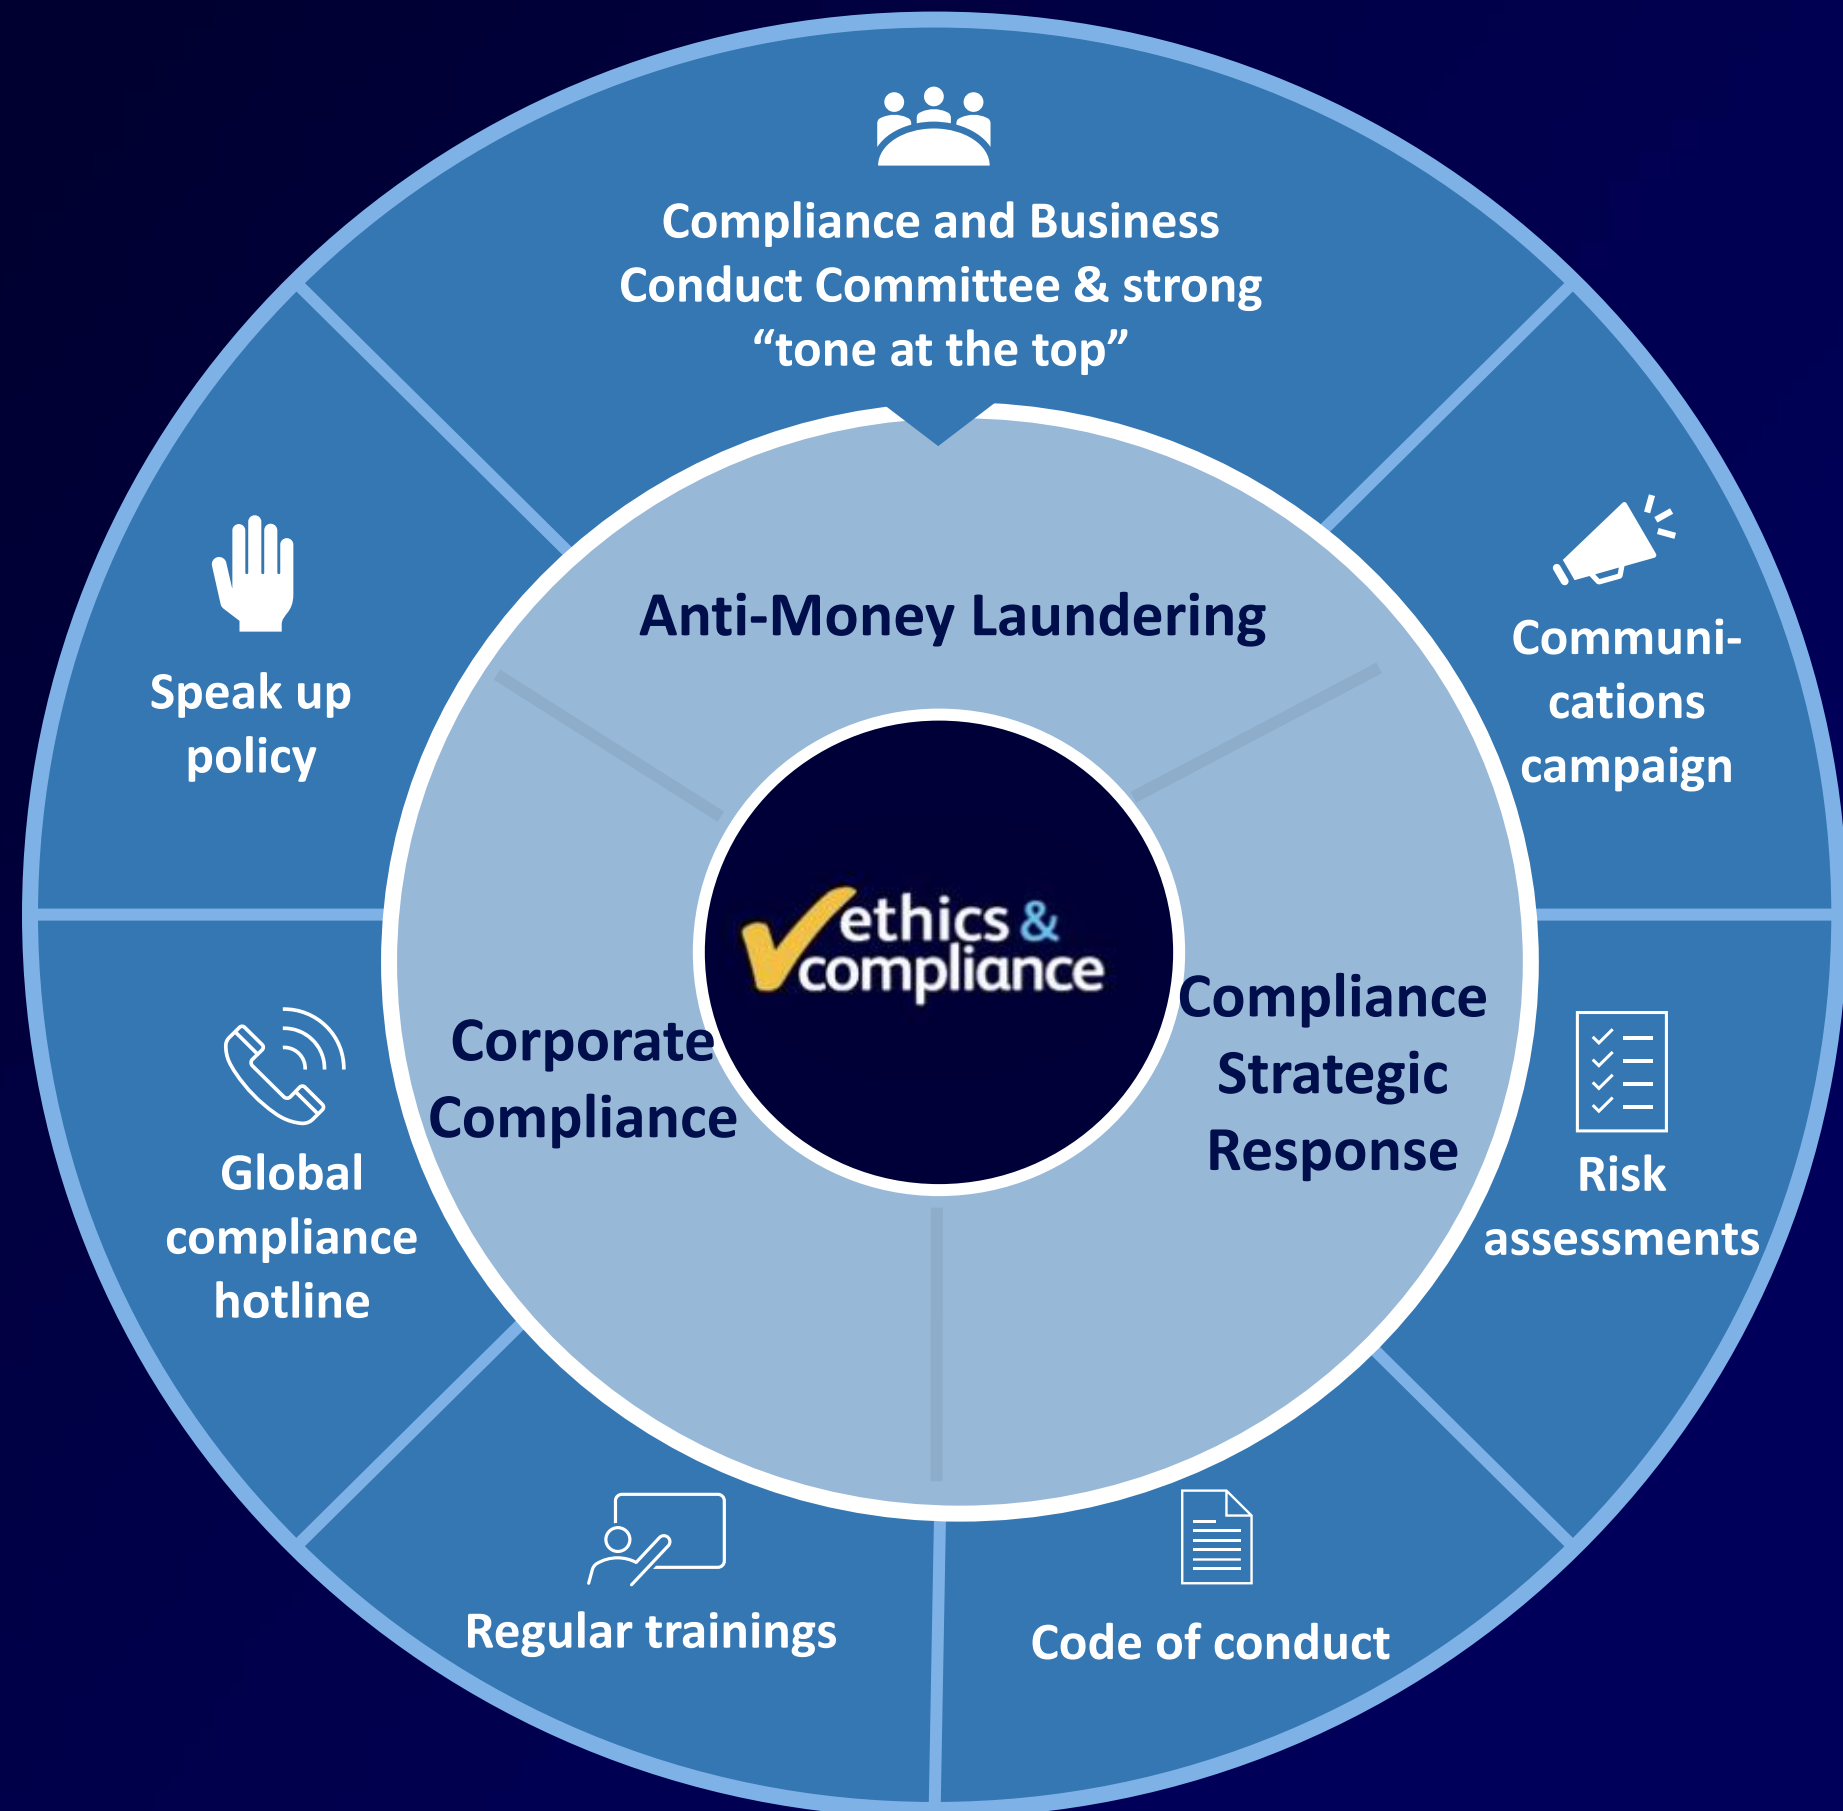 Compliance and Business
Conduct Committee & strong
“tone at the top”
Communi-
cations
campaign
Risk
assessments
Code of conduct
Regular trainings
Global
compliance
hotline
Speak up
policy
Anti-Money Laundering
Compliance
Strategic
Response
Corporate
Compliance
ethics &
compliance